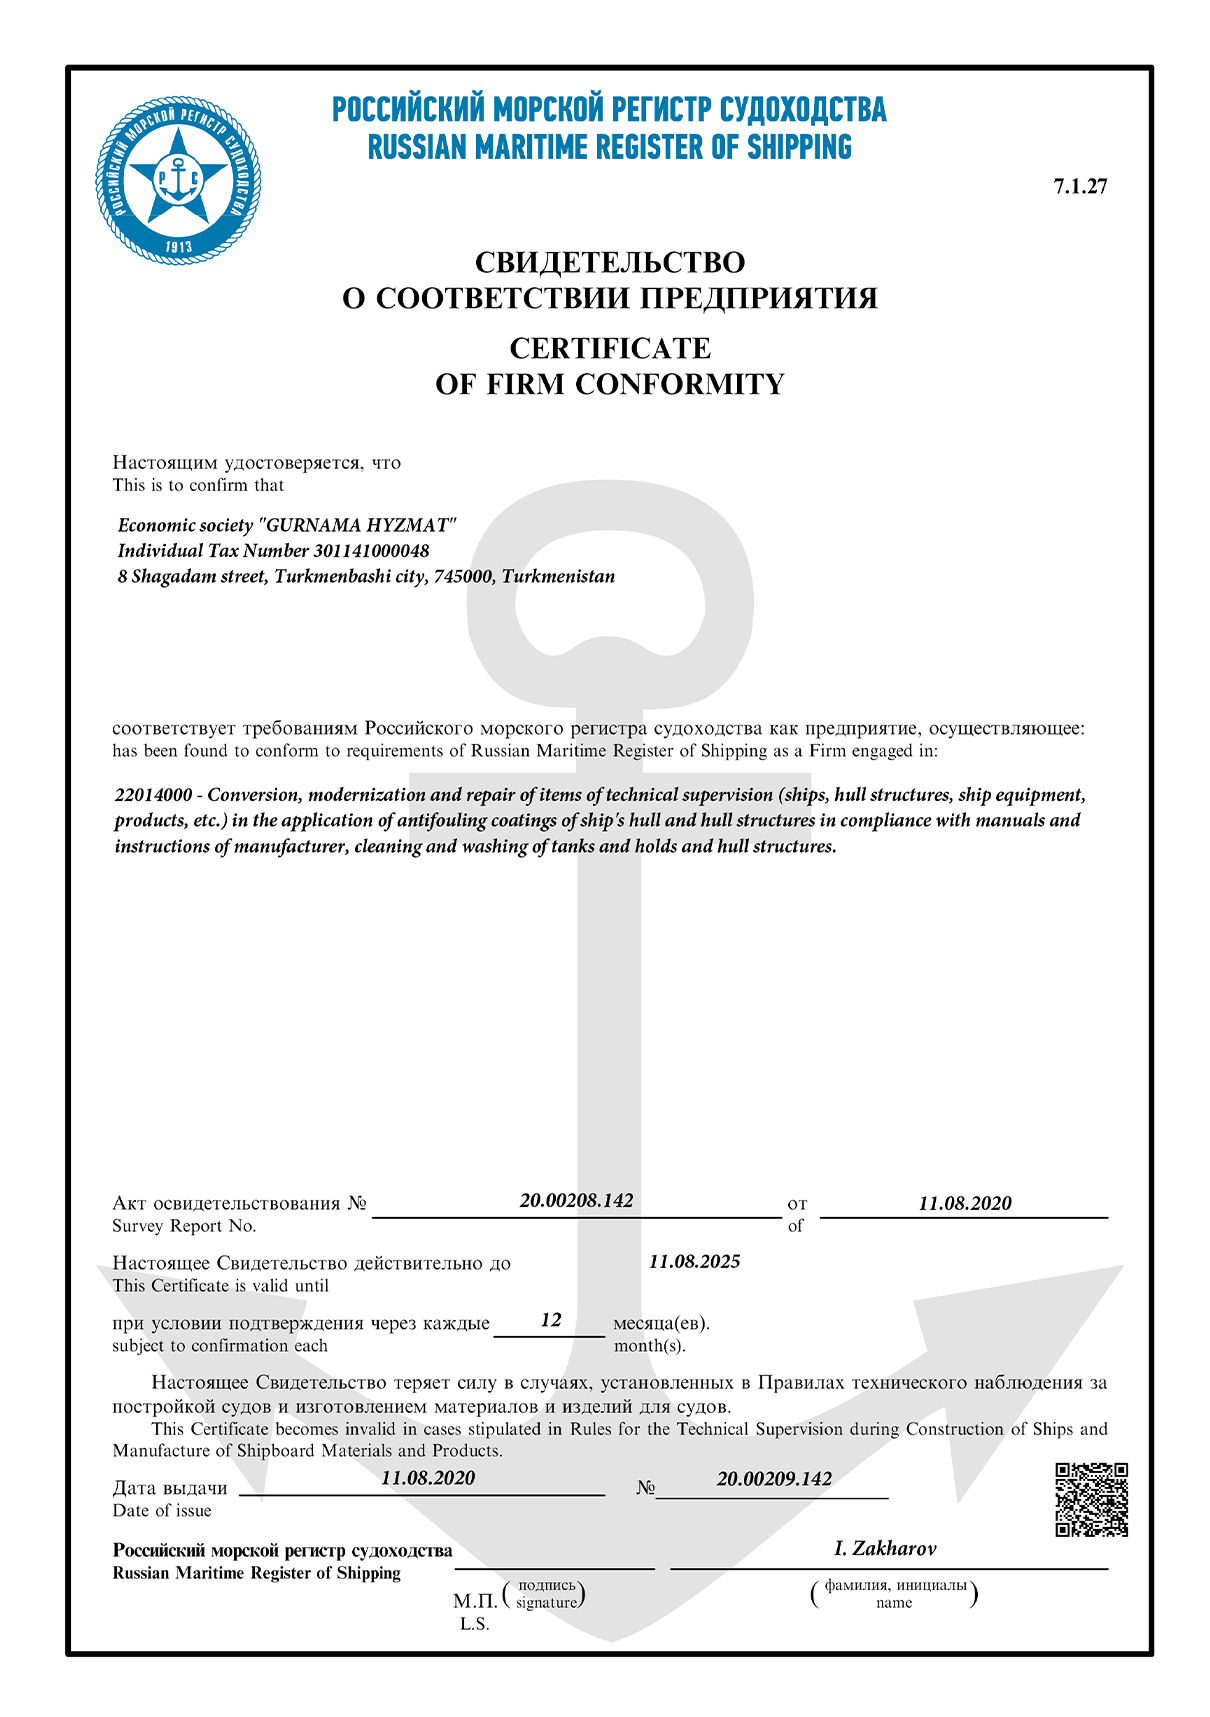 РОССИЙСКИЙ МОРСКОЙ РЕГИСТР СУДОХОДСТВА
RUSSIAN MARITIME REGISTER OF SHIPPING
РОССИЙСКИЙ МОРСКОЙ РЕГИСТР СУДОХОДСТВА
Р С
1913
7.1.27
СВИДЕТЕЛЬСТВО
О СООТВЕТСТВИИ ПРЕДПРИЯТИЯ
CERTIFICATE
OF FIRM CONFORMITY
Настоящим удостоверяется, что
This is to confirm that
Economic society "GURNAMA HYZMAT"
Individual Tax Number 301141000048
8 Shagadam street, Turkmenbashi city, 745000, Turkmenistan
соответствует требованиям Российского морского регистра судоходства как предприятие, осуществляющее:
has been found to conform to requirements of Russian Maritime Register of Shipping as a Firm engaged in:
22014000 - Conversion, modernization and repair of items of technical supervision (ships, hull structures, ship equipment,
products, etc.) in the application of antifouling coatings of ship's hull and hull structures in compliance with manuals and
instructions of manufacturer, cleaning and washing of tanks and holds and hull structures.
Акт освидетельствования № 20.00208.142 от 11.08.2020
Survey Report No. of
Настоящее Свидетельство действительно до 11.08.2025
This Certificate is valid until
при условии подтверждения через каждые 12 месяца(ев).
subject to confirmation each month(s).
Настоящее Свидетельство теряет силу в случаях, установленных в Правилах технического наблюдения за
постройкой судов и изготовлением материалов и изделий для судов.
This Certificate becomes invalid in cases stipulated in Rules for the Technical Supervision during Construction of Ships and
Manufacture of Shipboard Materials and Products.
Дата выдачи 11.08.2020 № 20.00209.142
Date of issue
Российский морской регистр судоходства I. Zakharov
Russian Maritime Register of Shipping
М.П. (подпись) (фамилия, инициалы)
signature name
L.S.